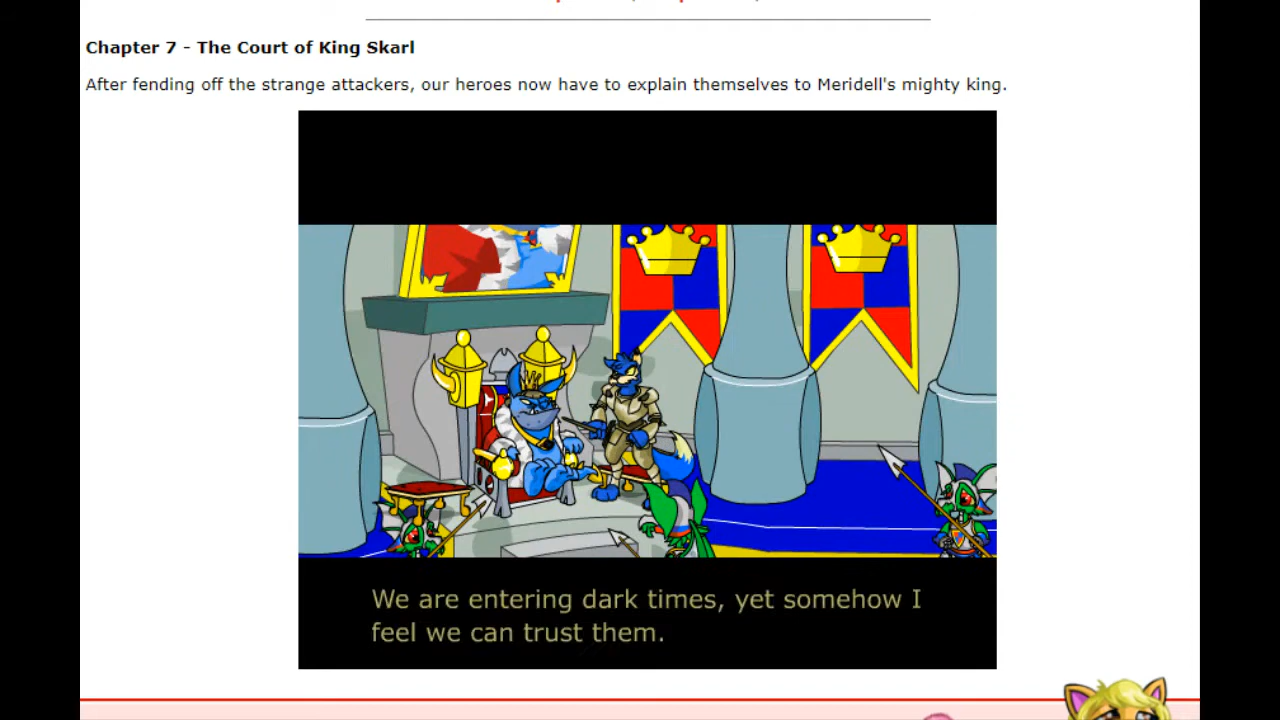 Chapter 7 - The Court of King Skarl
After fending off the strange attackers, our heroes now have to explain themselves to Meridell's mighty king.
We are entering dark times, yet somehow I
feel we can trust them.